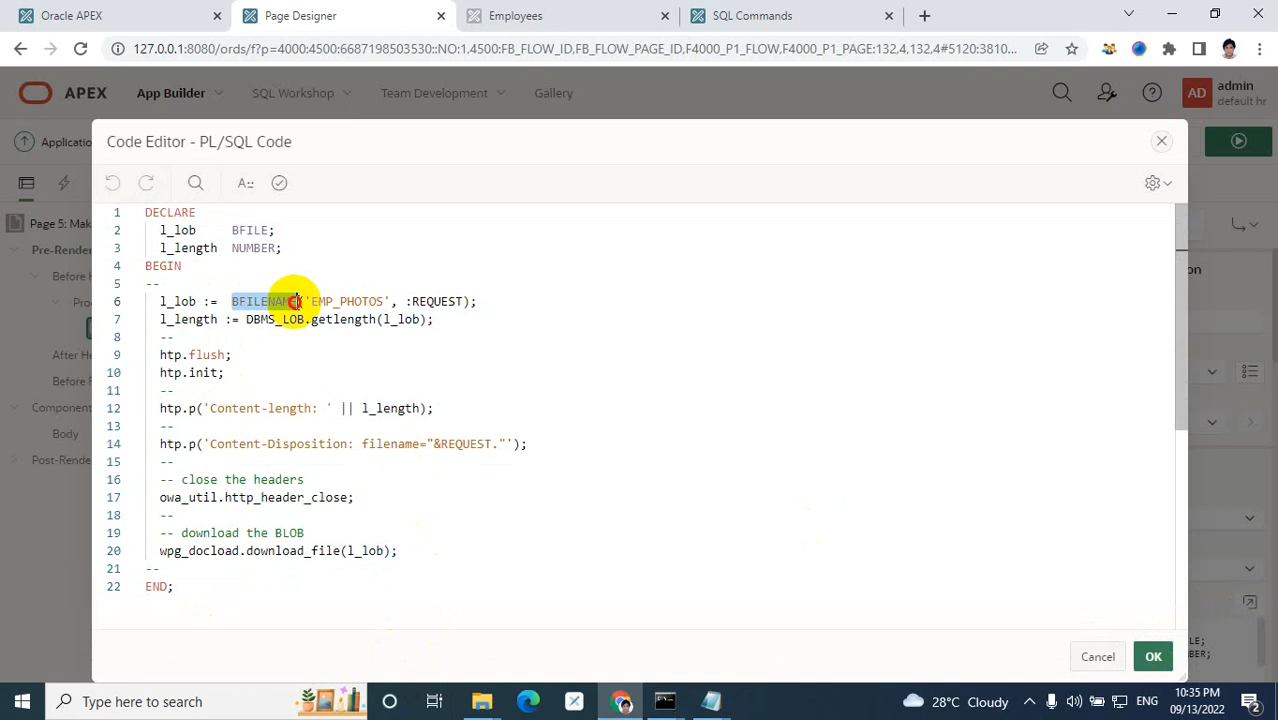 Oracle APEX
Page Designer
Employees
SQL Commands
127.0.0.1:8080/ords/f?p=4000:4500:6687198503530::NO:1,4500:FB_FLOW_ID,FB_FLOW_PAGE_ID,F4000_P1_FLOW,F4000_P1_PAGE:132,4,132,4#5120:3810...
APEX
App Builder
SQL Workshop
Team Development
Gallery
AD
admin
default hr
Applicatio
Code Editor - PL/SQL Code
A::
Page 5: Mak
Pre-Render
Before H
Proc
After He
Before R
Component
Body
Post-Rende
ion
1 DECLARE
2 l_lob BFILE;
3 l_length NUMBER;
4 BEGIN
5 --
6 l_lob := BFILENAME('EMP_PHOTOS', :REQUEST);
7 l_length := DBMS_LOB.getlength(l_lob);
8 --
9 htp.flush;
10 htp.init;
11 --
12 htp.p('Content-length: ' || l_length);
13 --
14 htp.p('Content-Disposition: filename="&REQUEST."');
15 --
16 -- close the headers
17 owa_util.http_header_close;
18 --
19 -- download the BLOB
20 wpg_docload.download_file(l_lob);
21 --
22 END;
LE;
BER;
Cancel
OK
Type here to search
28°C Cloudy
ENG
10:35 PM
09/13/2022
2